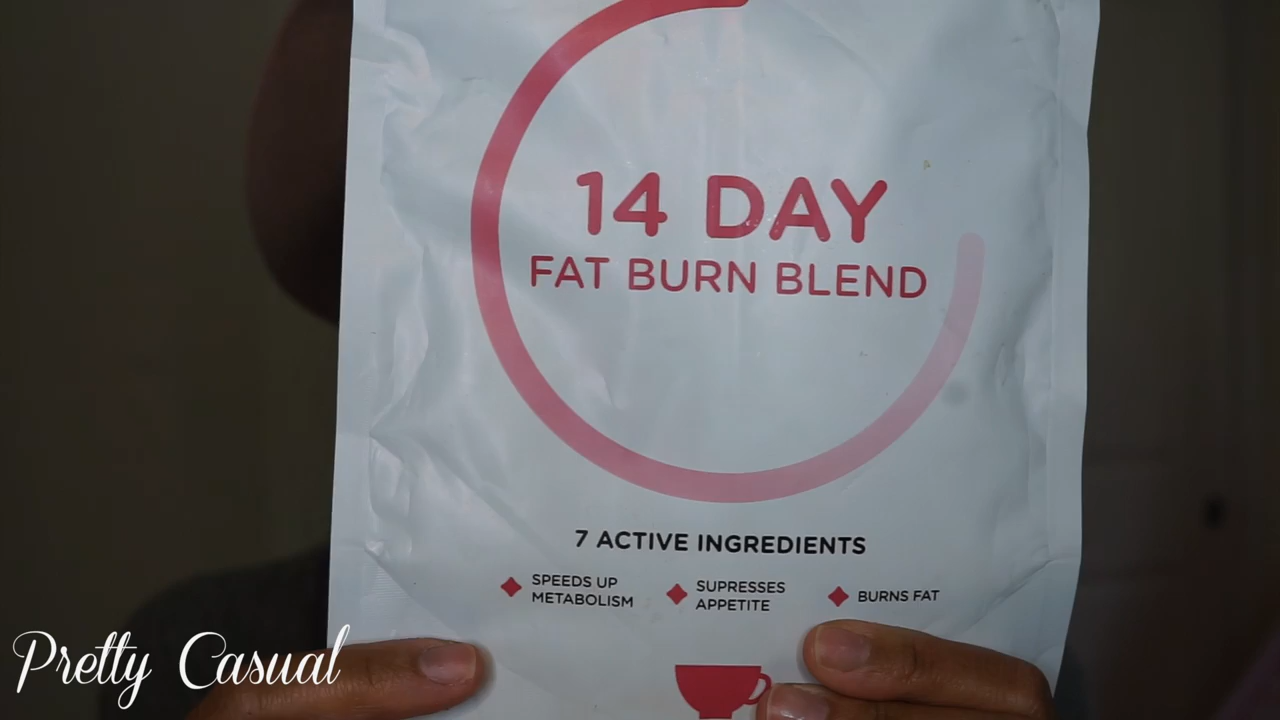 14 DAY
FAT BURN BLEND
7 ACTIVE INGREDIENTS
SPEEDS UP
METABOLISM
SUPRESSES
APPETITE
BURNS FAT
Pretty Casual